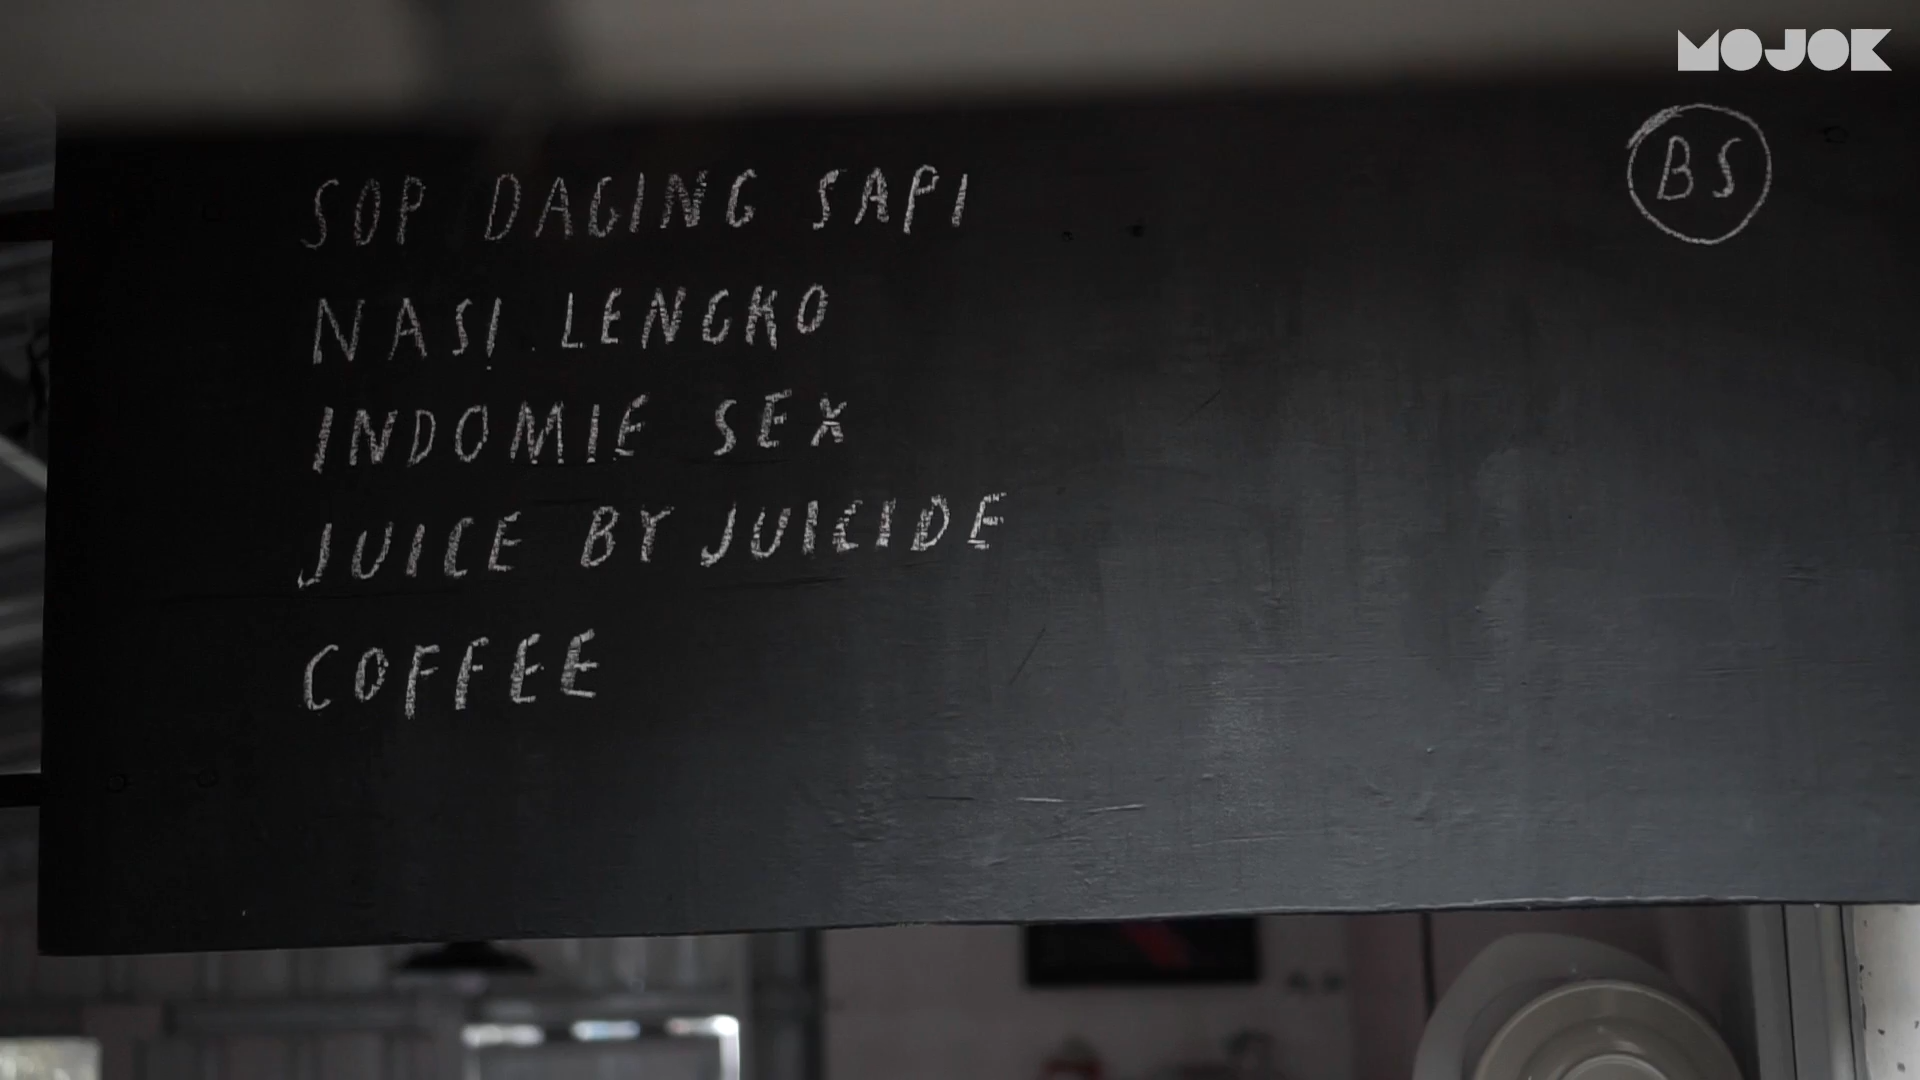 MOJOK
BS
SOP DAGING SAPI
NASI LENGKO
INDOMIE SEX
JUICE BY JUICIDE
COFFEE